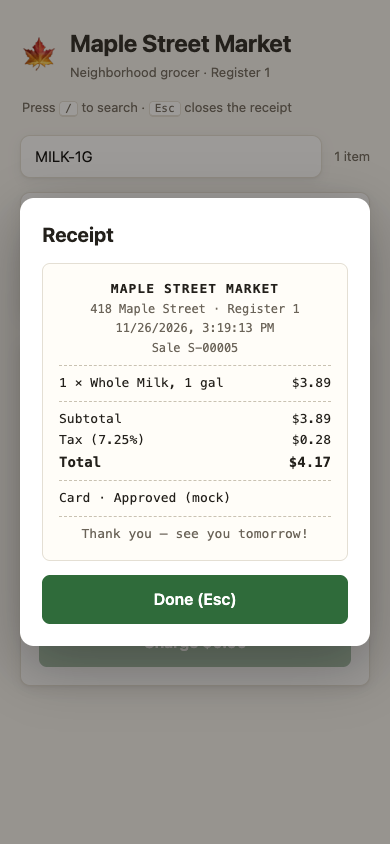 Maple Street Market
Neighborhood grocer · Register 1
Press / to search · Esc closes the receipt
MILK-1G
1 item
Receipt
MAPLE STREET MARKET
418 Maple Street · Register 1
11/26/2026, 3:19:13 PM
Sale S-00005
1 × Whole Milk, 1 gal $3.89
Subtotal $3.89
Tax (7.25%) $0.28
Total $4.17
Card · Approved (mock)
Thank you — see you tomorrow!
Done (Esc)